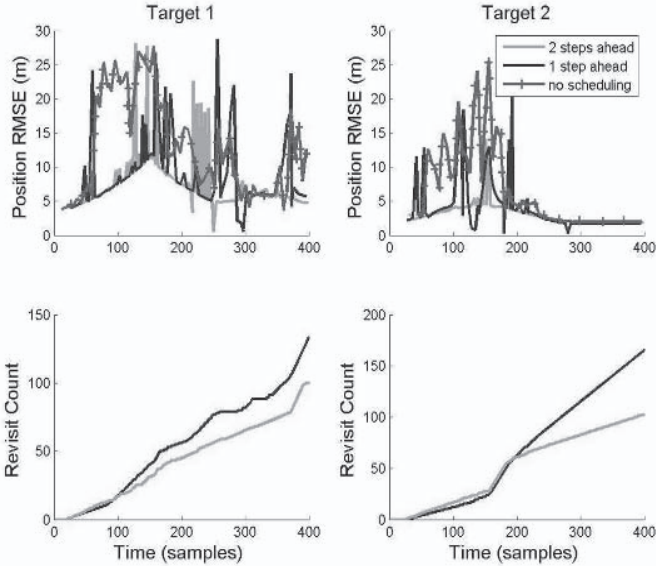 Target 1
Target 2
Position RMSE (m)
30
25
20
15
10
5
0
0 100 200 300 400
Position RMSE (m)
30
25
20
15
10
5
0
0 100 200 300 400
2 steps ahead
1 step ahead
no scheduling
Revisit Count
150
100
50
0
0 100 200 300 400
Time (samples)
Revisit Count
200
150
100
50
0
0 100 200 300 400
Time (samples)